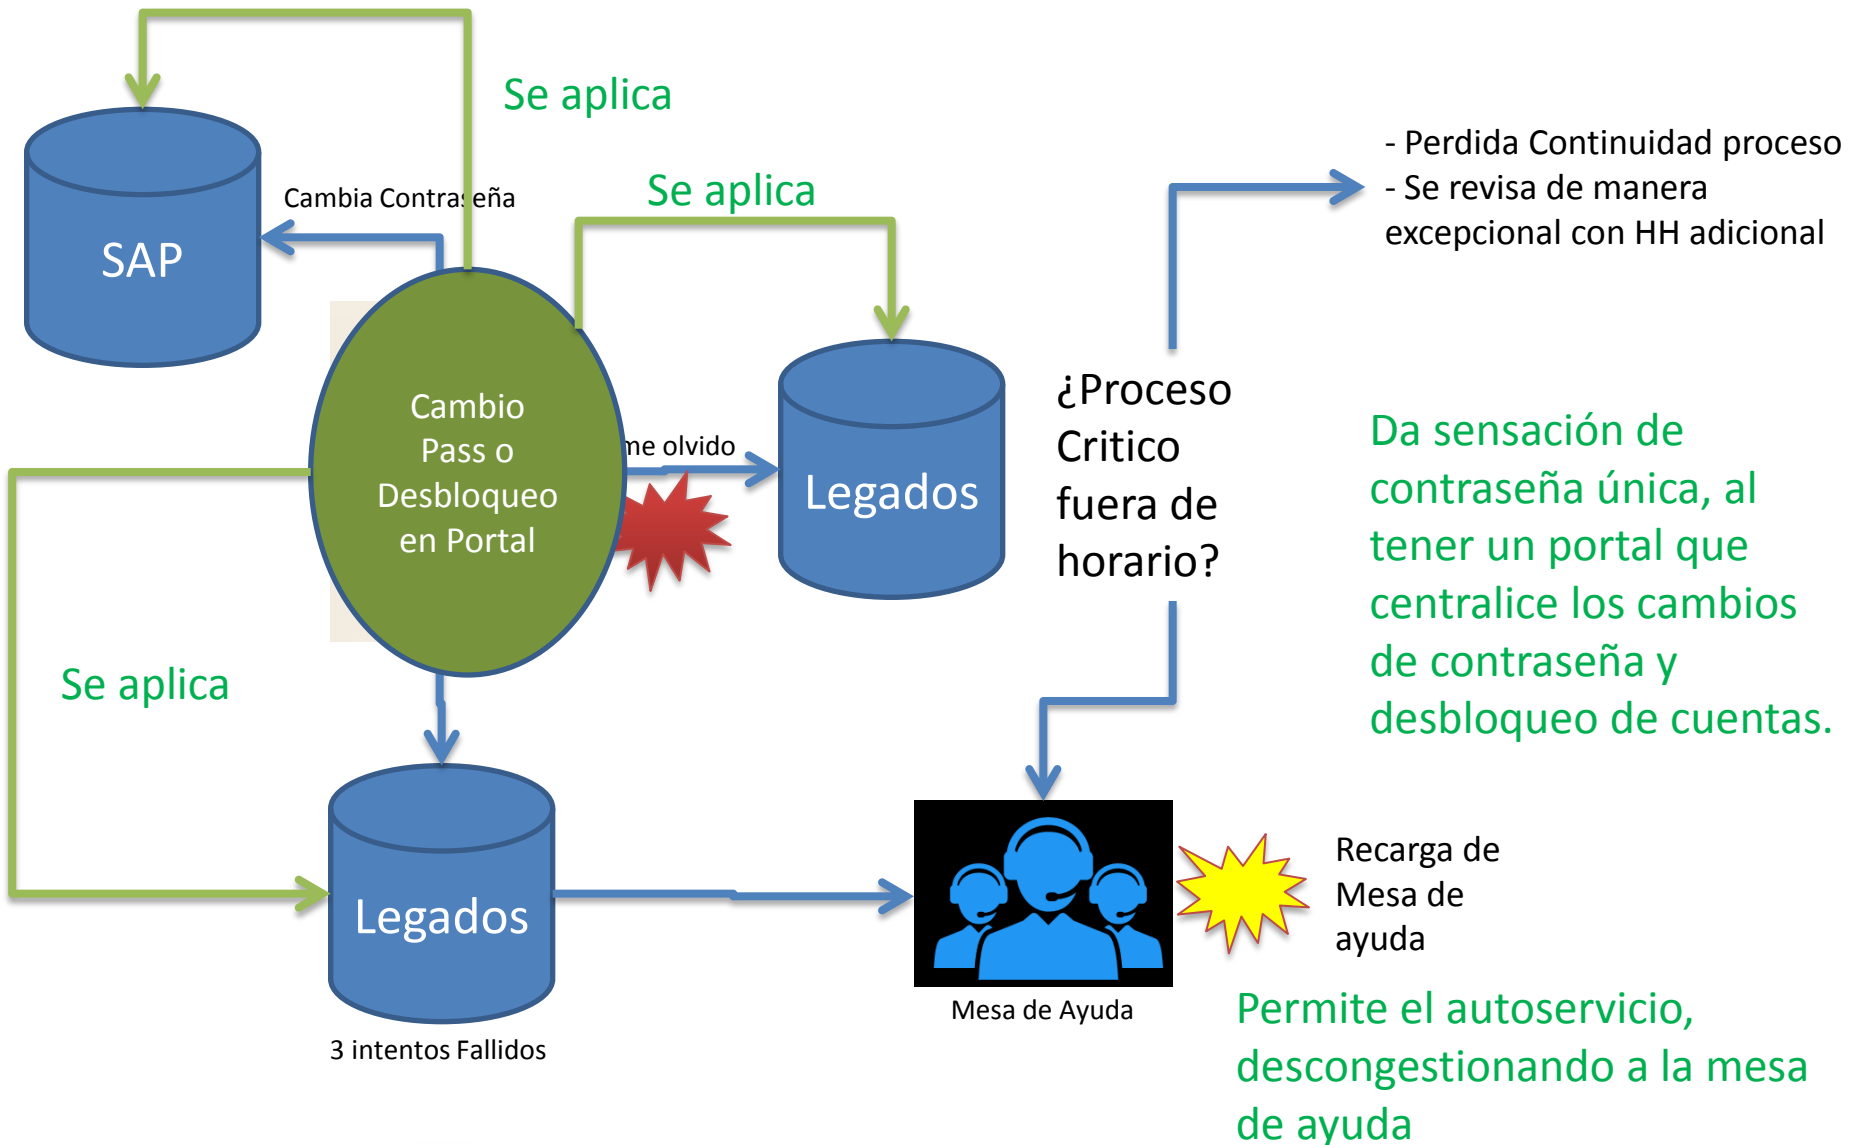 Se aplica
Cambia Contraseña
SAP
Se aplica
- Perdida Continuidad proceso
- Se revisa de manera
excepcional con HH adicional
Cambio
Pass o
Desbloqueo
en Portal
me olvido
Legados
¿Proceso
Critico
fuera de
horario?
Da sensación de
contraseña única, al
tener un portal que
centralice los cambios
de contraseña y
desbloqueo de cuentas.
Se aplica
Legados
3 intentos Fallidos
Mesa de Ayuda
Recarga de
Mesa de
ayuda
Permite el autoservicio,
descongestionando a la mesa
de ayuda